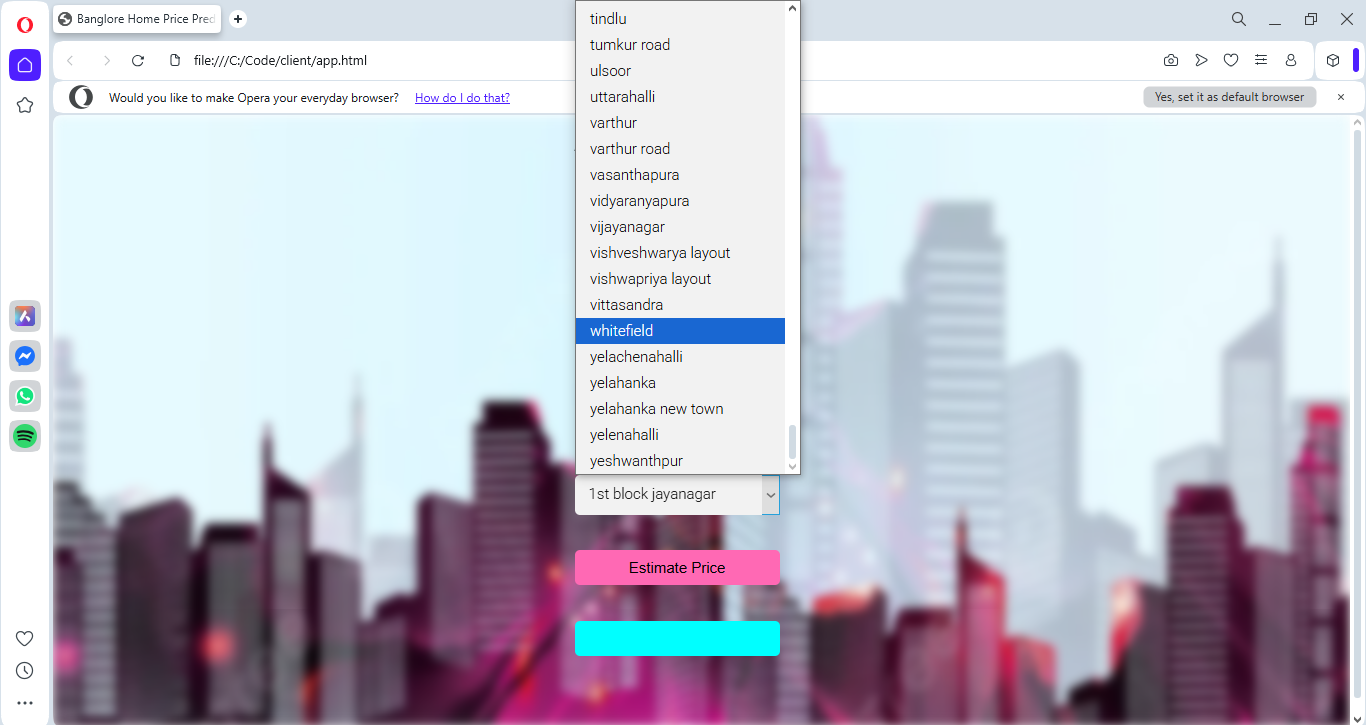 Banglore Home Price Pred
file:///C:/Code/client/app.html
Would you like to make Opera your everyday browser? How do I do that? Yes, set it as default browser
tindlu
tumkur road
ulsoor
uttarahalli
varthur
varthur road
vasanthapura
vidyaranyapura
vijayanagar
vishveshwarya layout
vishwapriya layout
vittasandra
whitefield
yelachenahalli
yelahanka
yelahanka new town
yelenahalli
yeshwanthpur
1st block jayanagar
Estimate Price